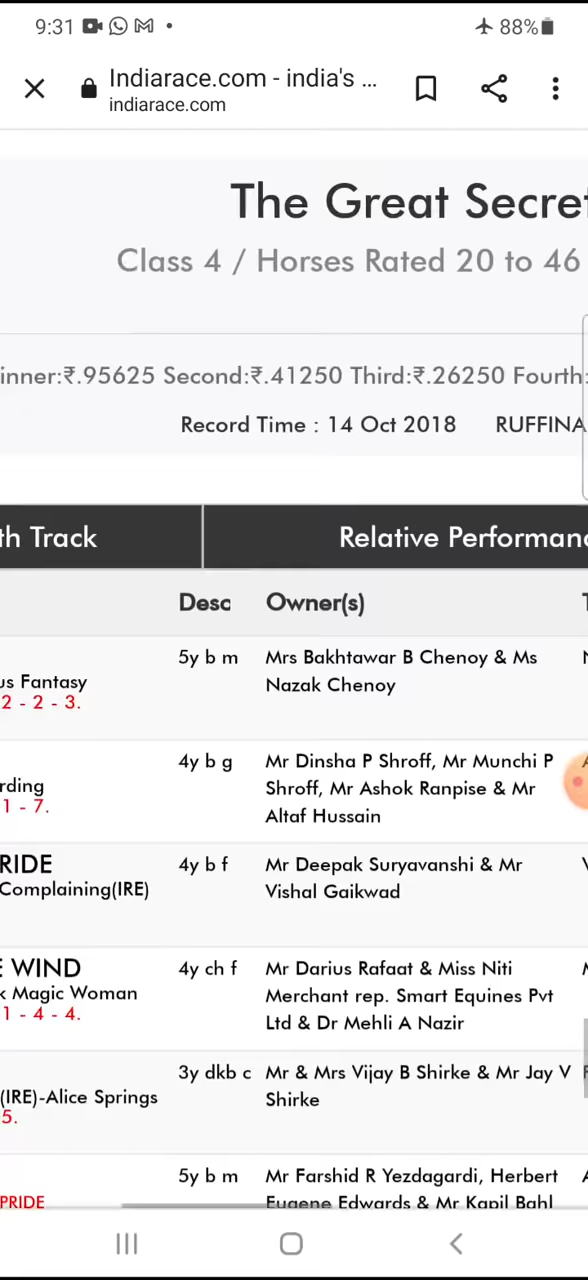 9:31 88%
Indiarace.com - india's ...
indiarace.com
The Great Secret
Class 4 / Horses Rated 20 to 46
inner:₹.95625 Second:₹.41250 Third:₹.26250 Fourth:
Record Time : 14 Oct 2018 RUFFINA
th Track Relative Performanc
Desc Owner(s) T
5y b m Mrs Bakhtawar B Chenoy & Ms N
us Fantasy Nazak Chenoy
2 - 2 - 3.
4y b g Mr Dinsha P Shroff, Mr Munchi P A
rding Shroff, Mr Ashok Ranpise & Mr
1 - 7. Altaf Hussain
RIDE 4y b f Mr Deepak Suryavanshi & Mr V
Complaining(IRE) Vishal Gaikwad
E WIND 4y ch f Mr Darius Rafaat & Miss Niti M
k Magic Woman Merchant rep. Smart Equines Pvt
1 - 4 - 4. Ltd & Dr Mehli A Nazir
3y dkb c Mr & Mrs Vijay B Shirke & Mr Jay V
(IRE)-Alice Springs Shirke
5.
5y b m Mr Farshid R Yezdagardi, Herbert A
PRIDE Eugene Edwards & Mr Kapil Bahl